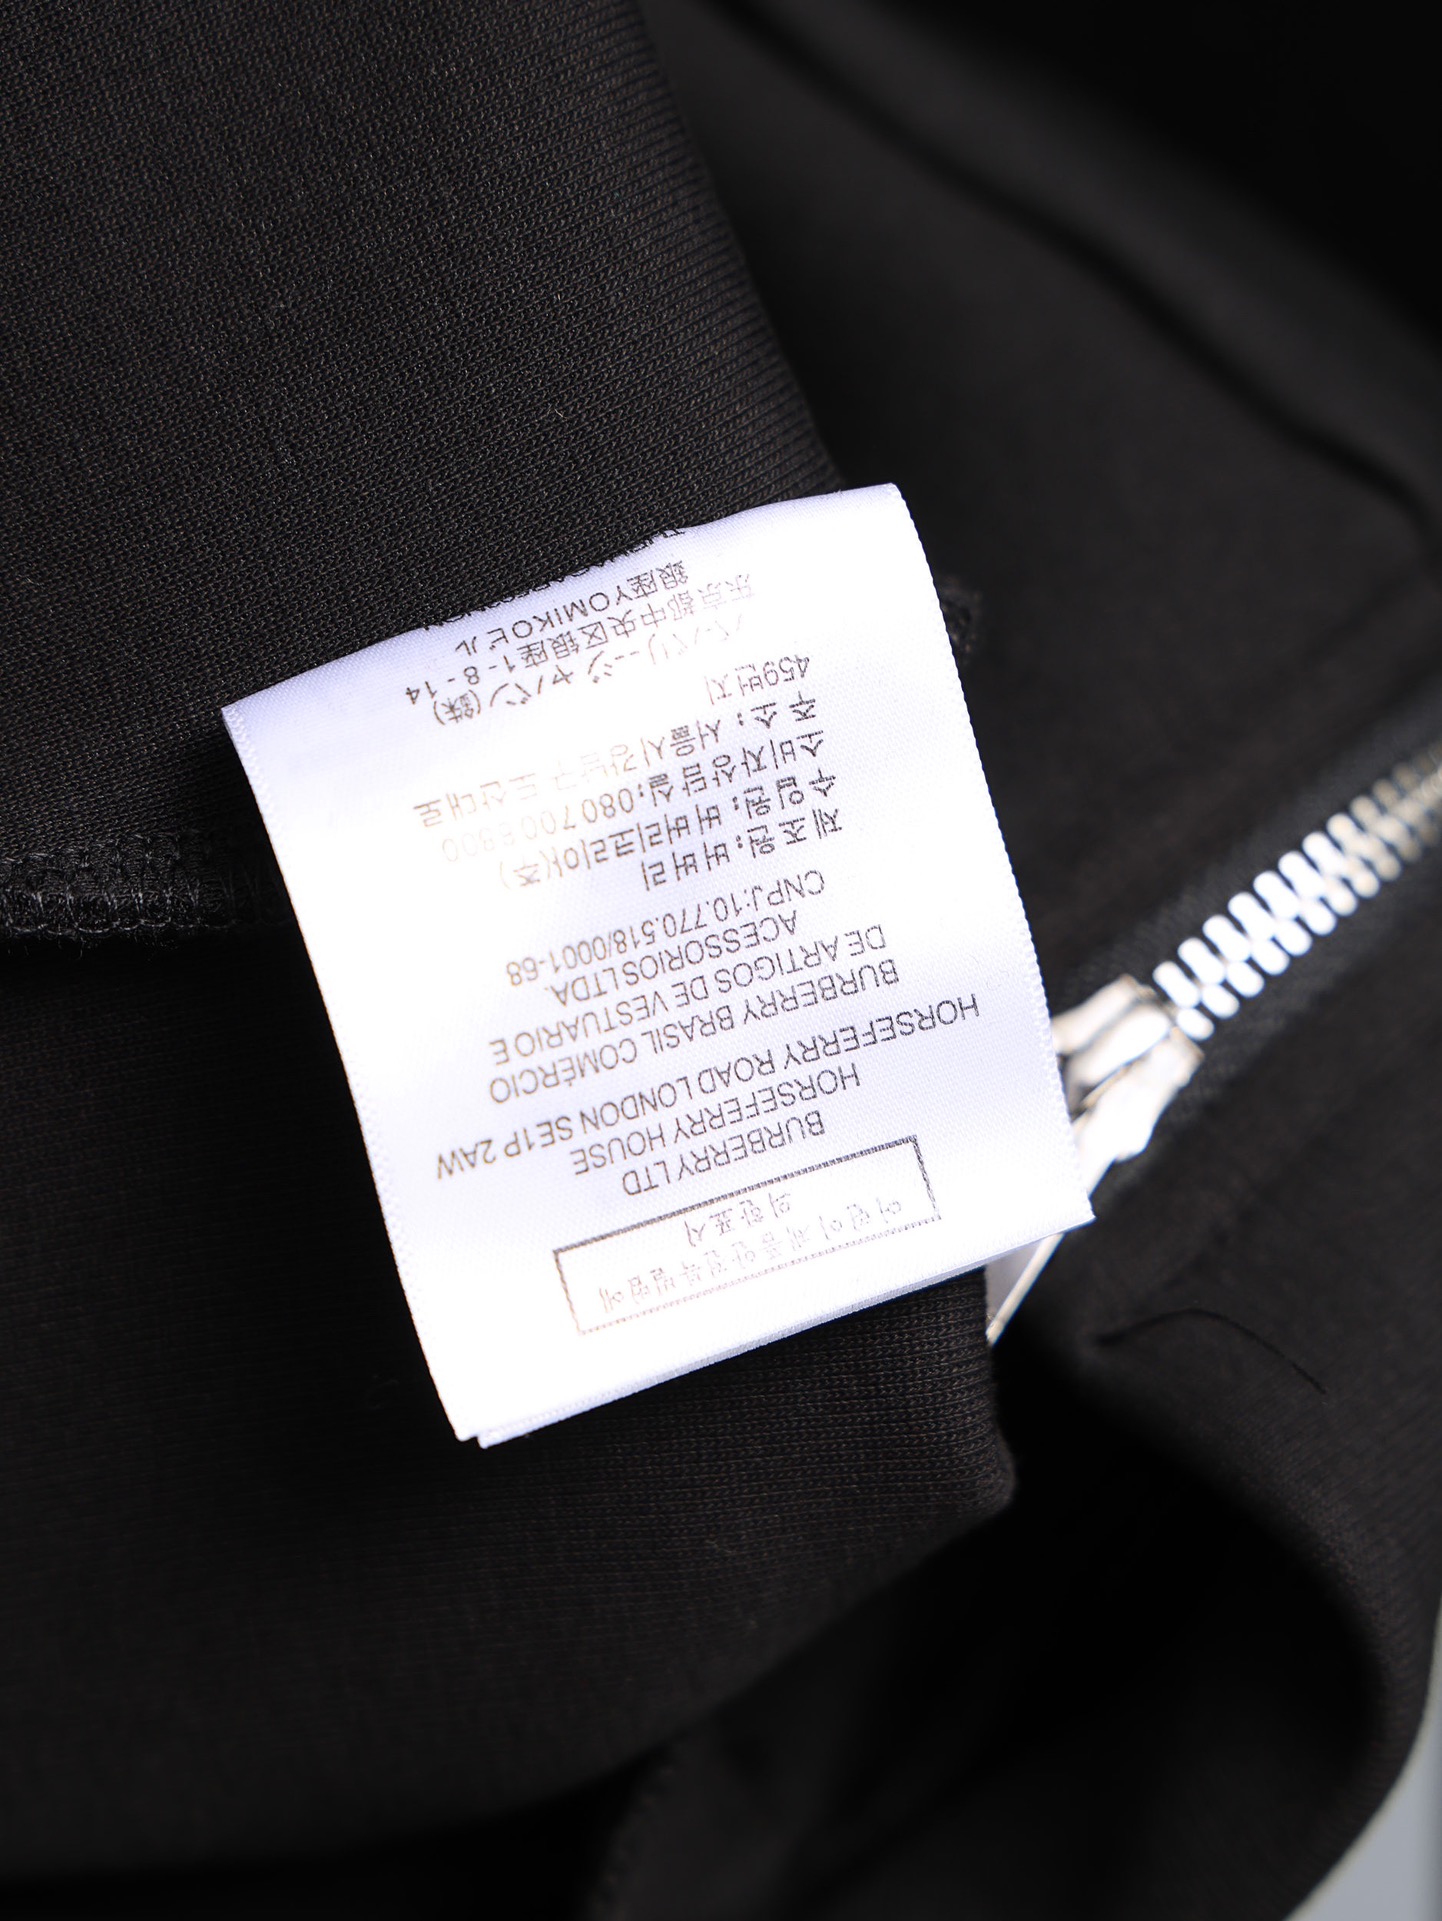 어린이제품안전특별법에
의한표시
BURBERRY LTD
HORSEFERRY HOUSE
HORSEFERRY ROAD LONDON SE1P 2AW
BURBERRY BRASIL COMÉRCIO
DE ARTIGOS DE VESTUARIO E
ACESSORIOS LTDA.
CNPJ:10.770.518/0001-68
제 조 원; 버버리
수 입 원; 버버리코리아(주)
소비자상담실;080 700 8800
주 소; 서울시강남구 도산대로
459번지
バーバリージャパン(銖)
东京都中央区銀座1-8-14
銀座YOMIKOビル